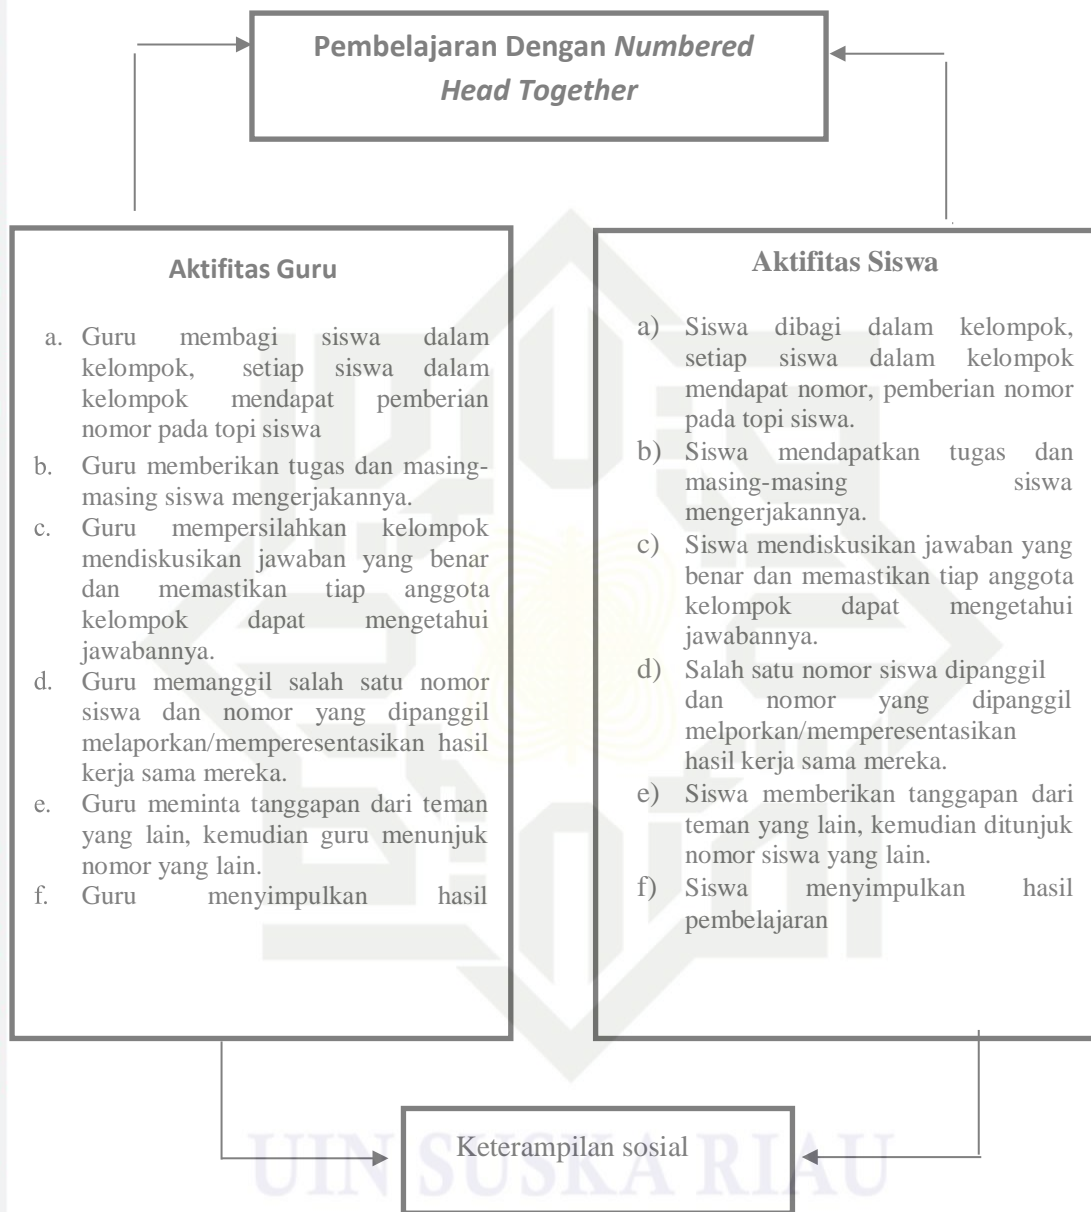 Pembelajaran Dengan Numbered
Head Together
Aktifitas Guru
a. Guru membagi siswa dalam
kelompok, setiap siswa dalam
kelompok mendapat pemberian
nomor pada topi siswa
b. Guru memberikan tugas dan masing-
masing siswa mengerjakannya.
c. Guru mempersilahkan kelompok
mendiskusikan jawaban yang benar
dan memastikan tiap anggota
kelompok dapat mengetahui
jawabannya.
d. Guru memanggil salah satu nomor
siswa dan nomor yang dipanggil
melaporkan/memperesentasikan hasil
kerja sama mereka.
e. Guru meminta tanggapan dari teman
yang lain, kemudian guru menunjuk
nomor yang lain.
f. Guru menyimpulkan hasil
Aktifitas Siswa
a) Siswa dibagi dalam kelompok,
setiap siswa dalam kelompok
mendapat nomor, pemberian nomor
pada topi siswa.
b) Siswa mendapatkan tugas dan
masing-masing siswa
mengerjakannya.
c) Siswa mendiskusikan jawaban yang
benar dan memastikan tiap anggota
kelompok dapat mengetahui
jawabannya.
d) Salah satu nomor siswa dipanggil
dan nomor yang dipanggil
melporkan/memperesentasikan
hasil kerja sama mereka.
e) Siswa memberikan tanggapan dari
teman yang lain, kemudian ditunjuk
nomor siswa yang lain.
f) Siswa menyimpulkan hasil
pembelajaran
Keterampilan sosial
UIN SUSKA RIAU